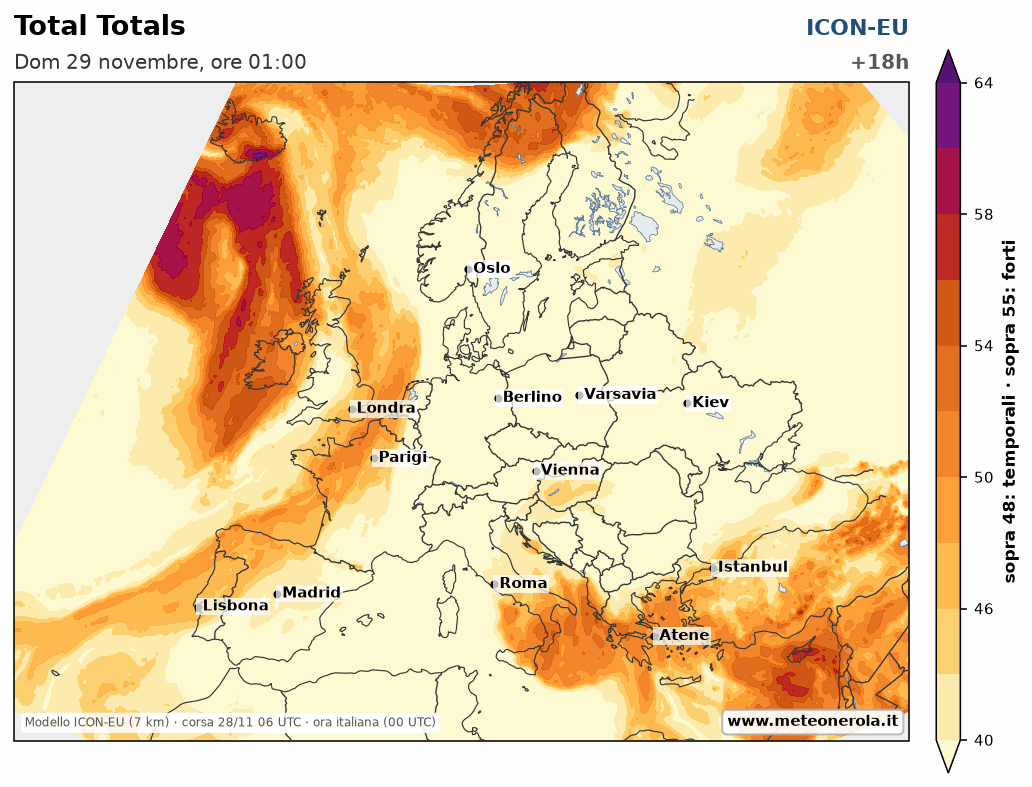 Total Totals
ICON-EU
Dom 29 novembre, ore 01:00
+18h
64
58
54
50
46
40
sopra 48: temporali · sopra 55: forti
Oslo
Berlino
Varsavia
Kiev
Londra
Parigi
Vienna
Istanbul
Roma
Madrid
Lisbona
Atene
Modello ICON-EU (7 km) · corsa 28/11 06 UTC · ora italiana (00 UTC)
www.meteonerola.it